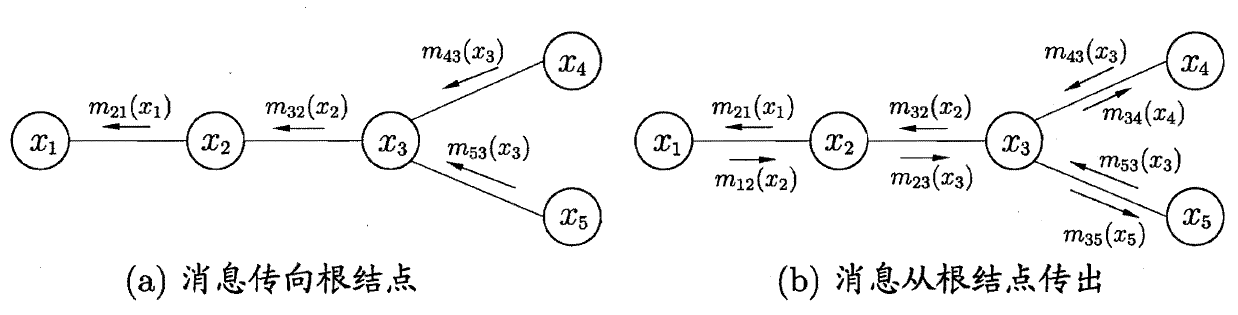 m₄₃(x₃)
x₄
m₂₁(x₁)
m₃₂(x₂)
x₁
x₂
x₃
m₅₃(x₃)
x₅
(a) 消息传向根结点
m₄₃(x₃)
x₄
m₂₁(x₁)
m₃₂(x₂)
m₃₄(x₄)
x₁
x₂
x₃
m₁₂(x₂)
m₂₃(x₃)
m₅₃(x₃)
x₅
m₃₅(x₅)
(b) 消息从根结点传出